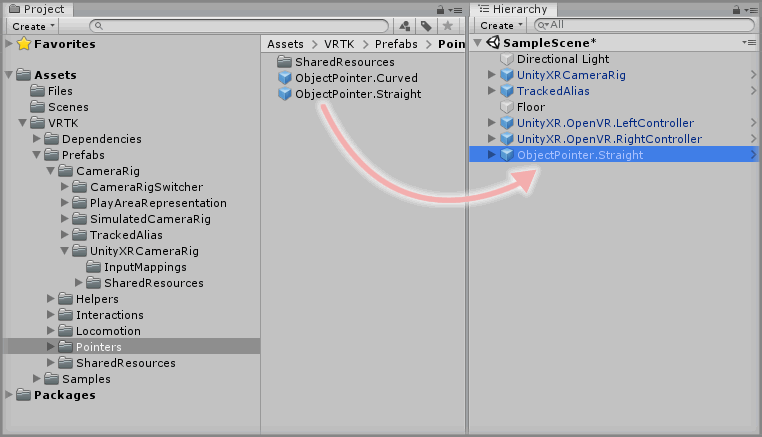 Project
Create
Favorites
Assets
Files
Scenes
VRTK
Dependencies
Prefabs
CameraRig
CameraRigSwitcher
PlayAreaRepresentation
SimulatedCameraRig
TrackedAlias
UnityXRCameraRig
InputMappings
SharedResources
Helpers
Interactions
Locomotion
Pointers
SharedResources
Samples
Packages
Assets VRTK Prefabs Poin
SharedResources
ObjectPointer.Curved
ObjectPointer.Straight
Hierarchy
Create All
SampleScene*
Directional Light
UnityXRCameraRig
TrackedAlias
Floor
UnityXR.OpenVR.LeftController
UnityXR.OpenVR.RightController
ObjectPointer.Straight